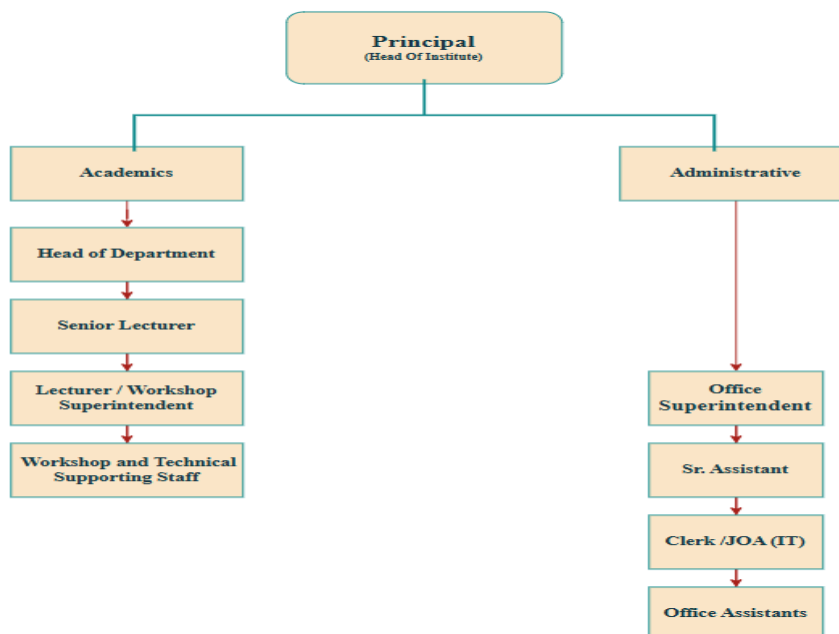 Principal
(Head Of Institute)
Academics
Administrative
Head of Department
Senior Lecturer
Lecturer / Workshop
Superintendent
Workshop and Technical
Supporting Staff
Office
Superintendent
Sr. Assistant
Clerk /JOA (IT)
Office Assistants